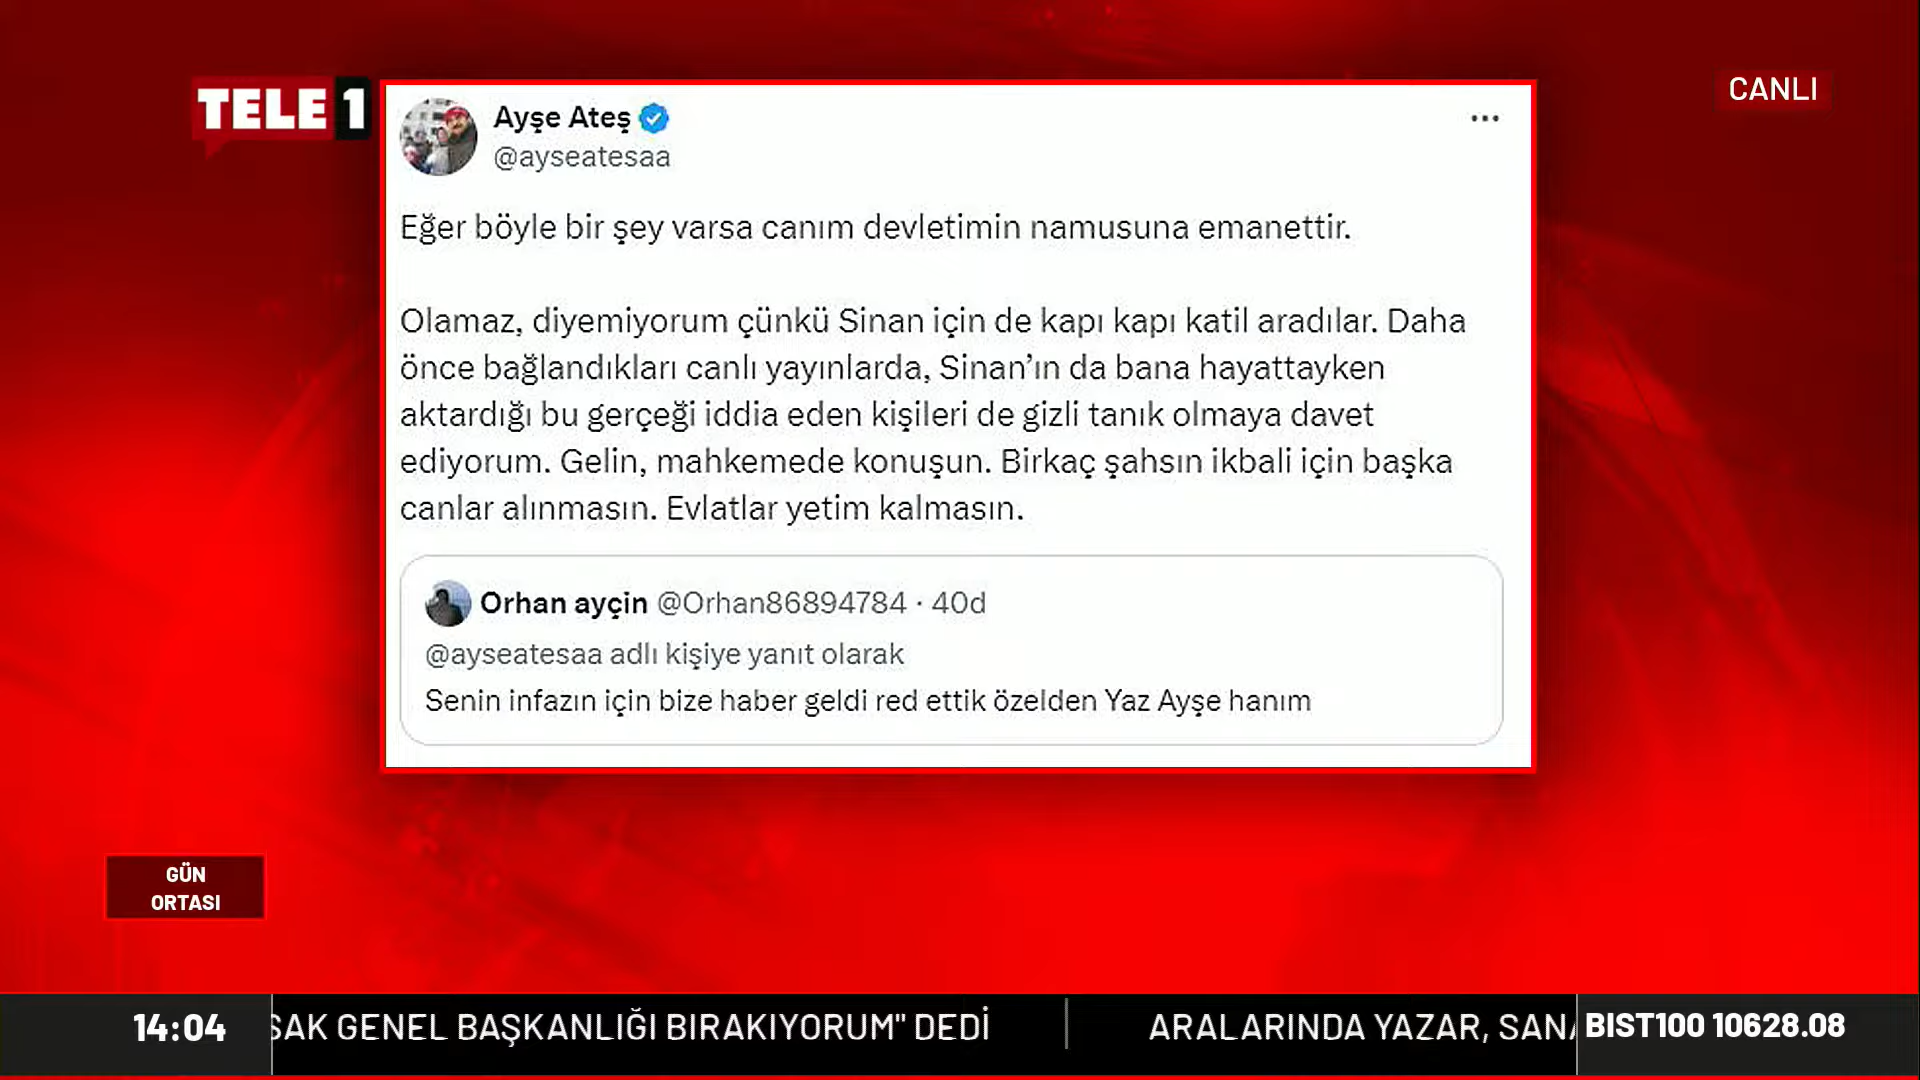 TELE 1
CANLI
Ayşe Ateş
@ayseatesaa
Eğer böyle bir şey varsa canım devletimin namusuna emanettir.
Olamaz, diyemiyorum çünkü Sinan için de kapı kapı katil aradılar. Daha
önce bağlandıkları canlı yayınlarda, Sinan’ın da bana hayattayken
aktardığı bu gerçeği iddia eden kişileri de gizli tanık olmaya davet
ediyorum. Gelin, mahkemede konuşun. Birkaç şahsın ikbali için başka
canlar alınmasın. Evlatlar yetim kalmasın.
Orhan ayçin @Orhan86894784 · 40d
@ayseatesaa adlı kişiye yanıt olarak
Senin infazın için bize haber geldi red ettik özelden Yaz Ayşe hanım
GÜN
ORTASI
14:04 SAK GENEL BAŞKANLIĞI BIRAKIYORUM" DEDİ | ARALARINDA YAZAR, SAN BIST100 10628.08